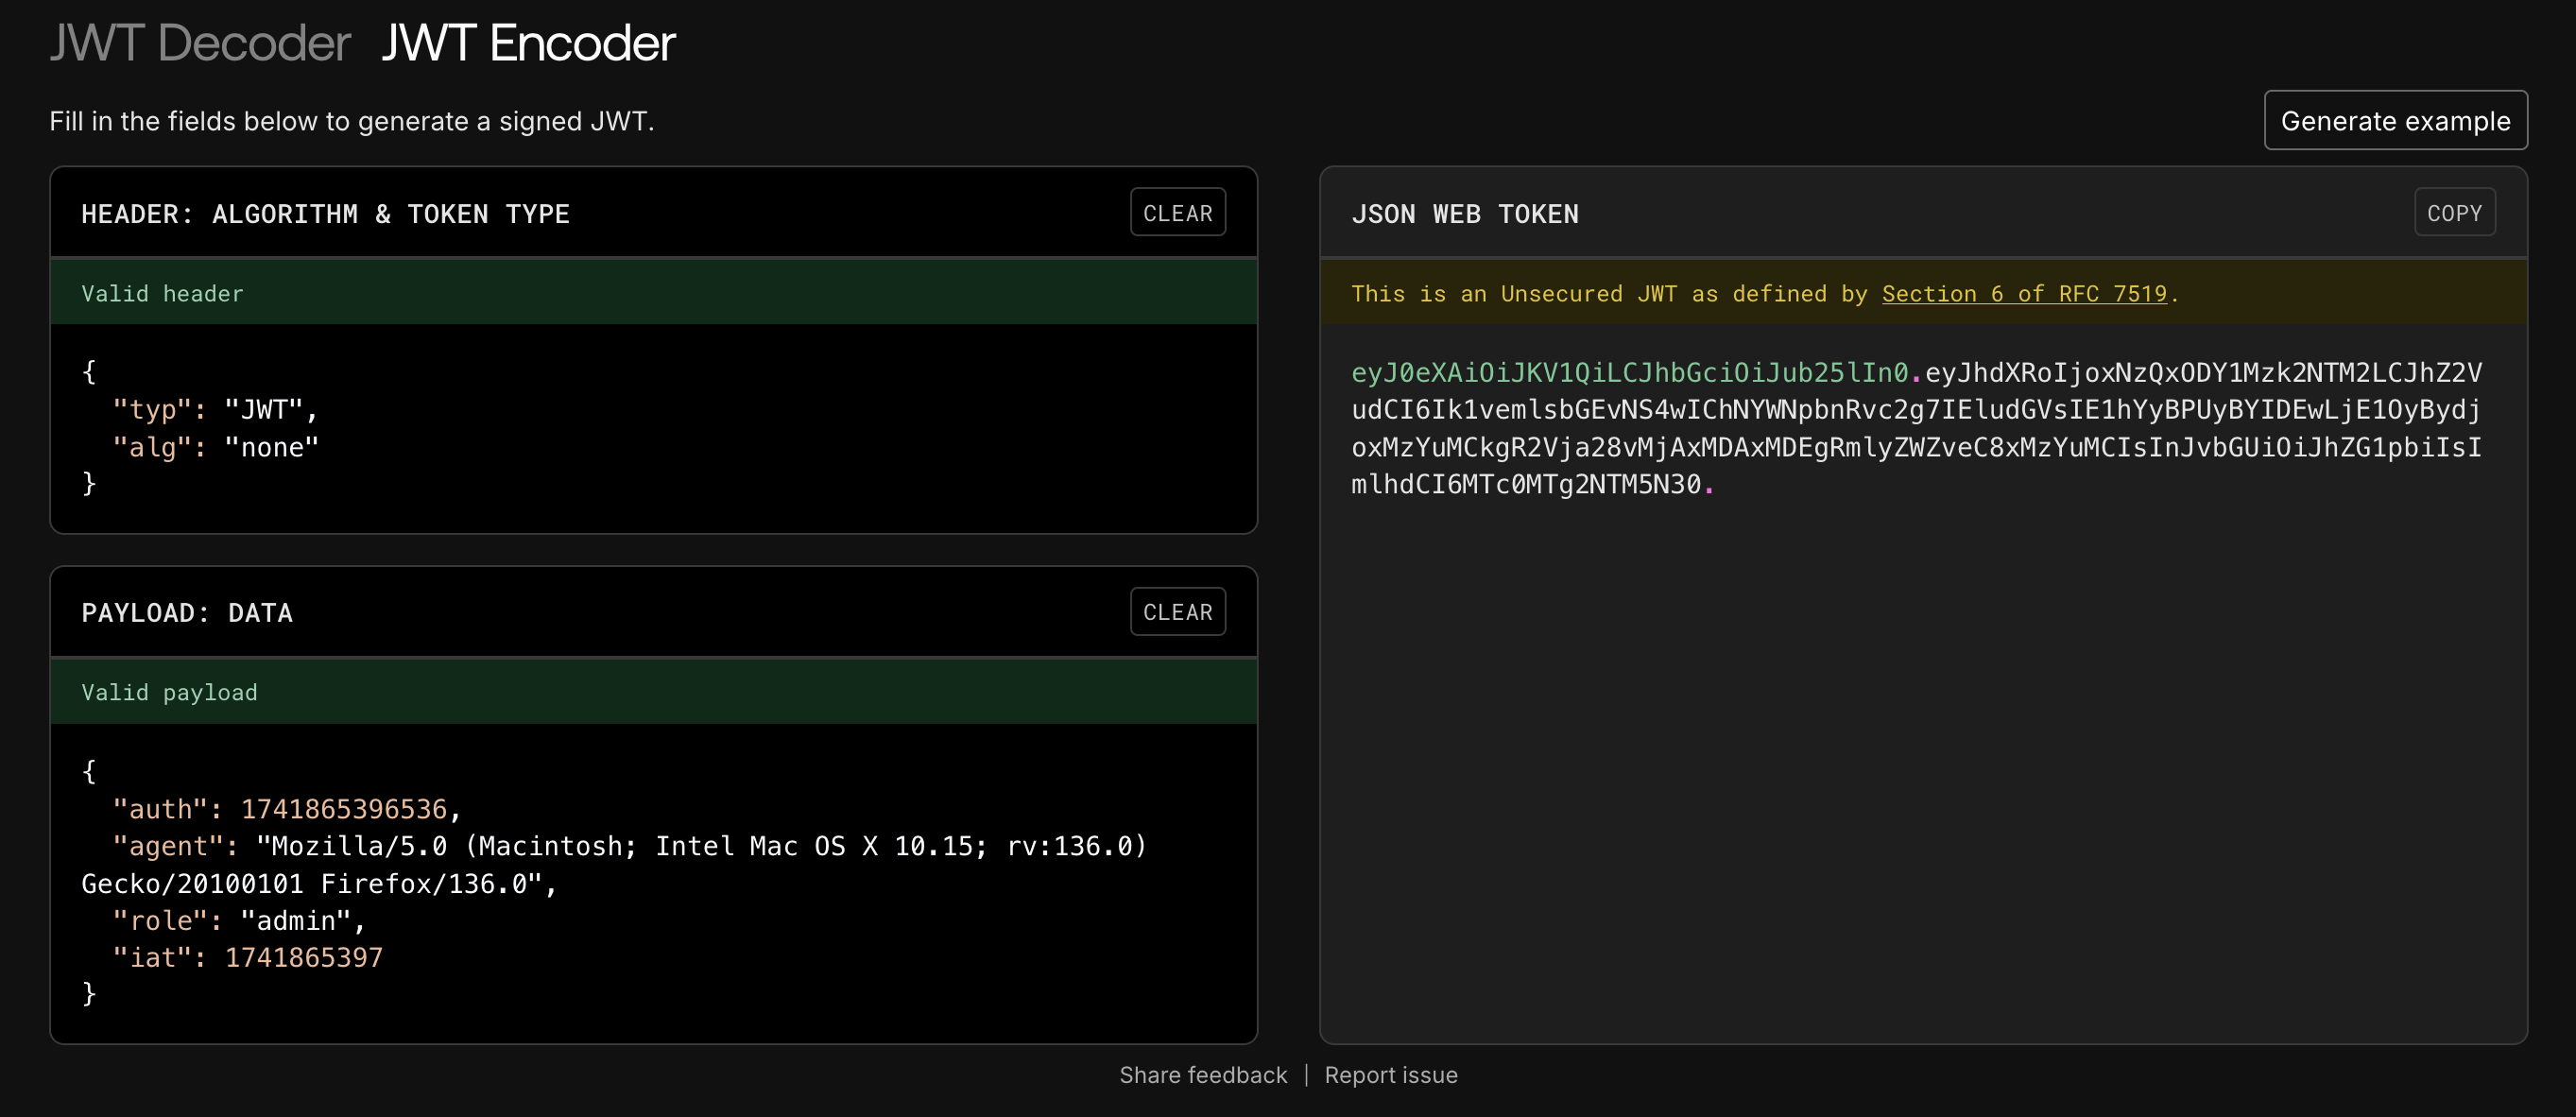 JWT Decoder JWT Encoder
Fill in the fields below to generate a signed JWT.
Generate example
HEADER: ALGORITHM & TOKEN TYPE
CLEAR
Valid header
{
  "typ": "JWT",
  "alg": "none"
}
PAYLOAD: DATA
CLEAR
Valid payload
{
  "auth": 1741865396536,
  "agent": "Mozilla/5.0 (Macintosh; Intel Mac OS X 10.15; rv:136.0)
Gecko/20100101 Firefox/136.0",
  "role": "admin",
  "iat": 1741865397
}
JSON WEB TOKEN
COPY
This is an Unsecured JWT as defined by Section 6 of RFC 7519.
eyJ0eXAiOiJKV1QiLCJhbGciOiJub25lIn0.eyJhdXRoIjoxNzQxODY1Mzk2NTM2LCJhZ2V
udCI6Ik1vemlsbGEvNS4wIChNYWNpbnRvc2g7IEludGVsIE1hYyBPUyBYIDEwLjE1OyBydj
oxMzYuMCkgR2Vja28vMjAxMDAxMDEgRmlyZWZveC8xMzYuMCIsInJvbGUiOiJhZG1pbiIsI
mlhdCI6MTc0MTg2NTM5N30.
Share feedback | Report issue